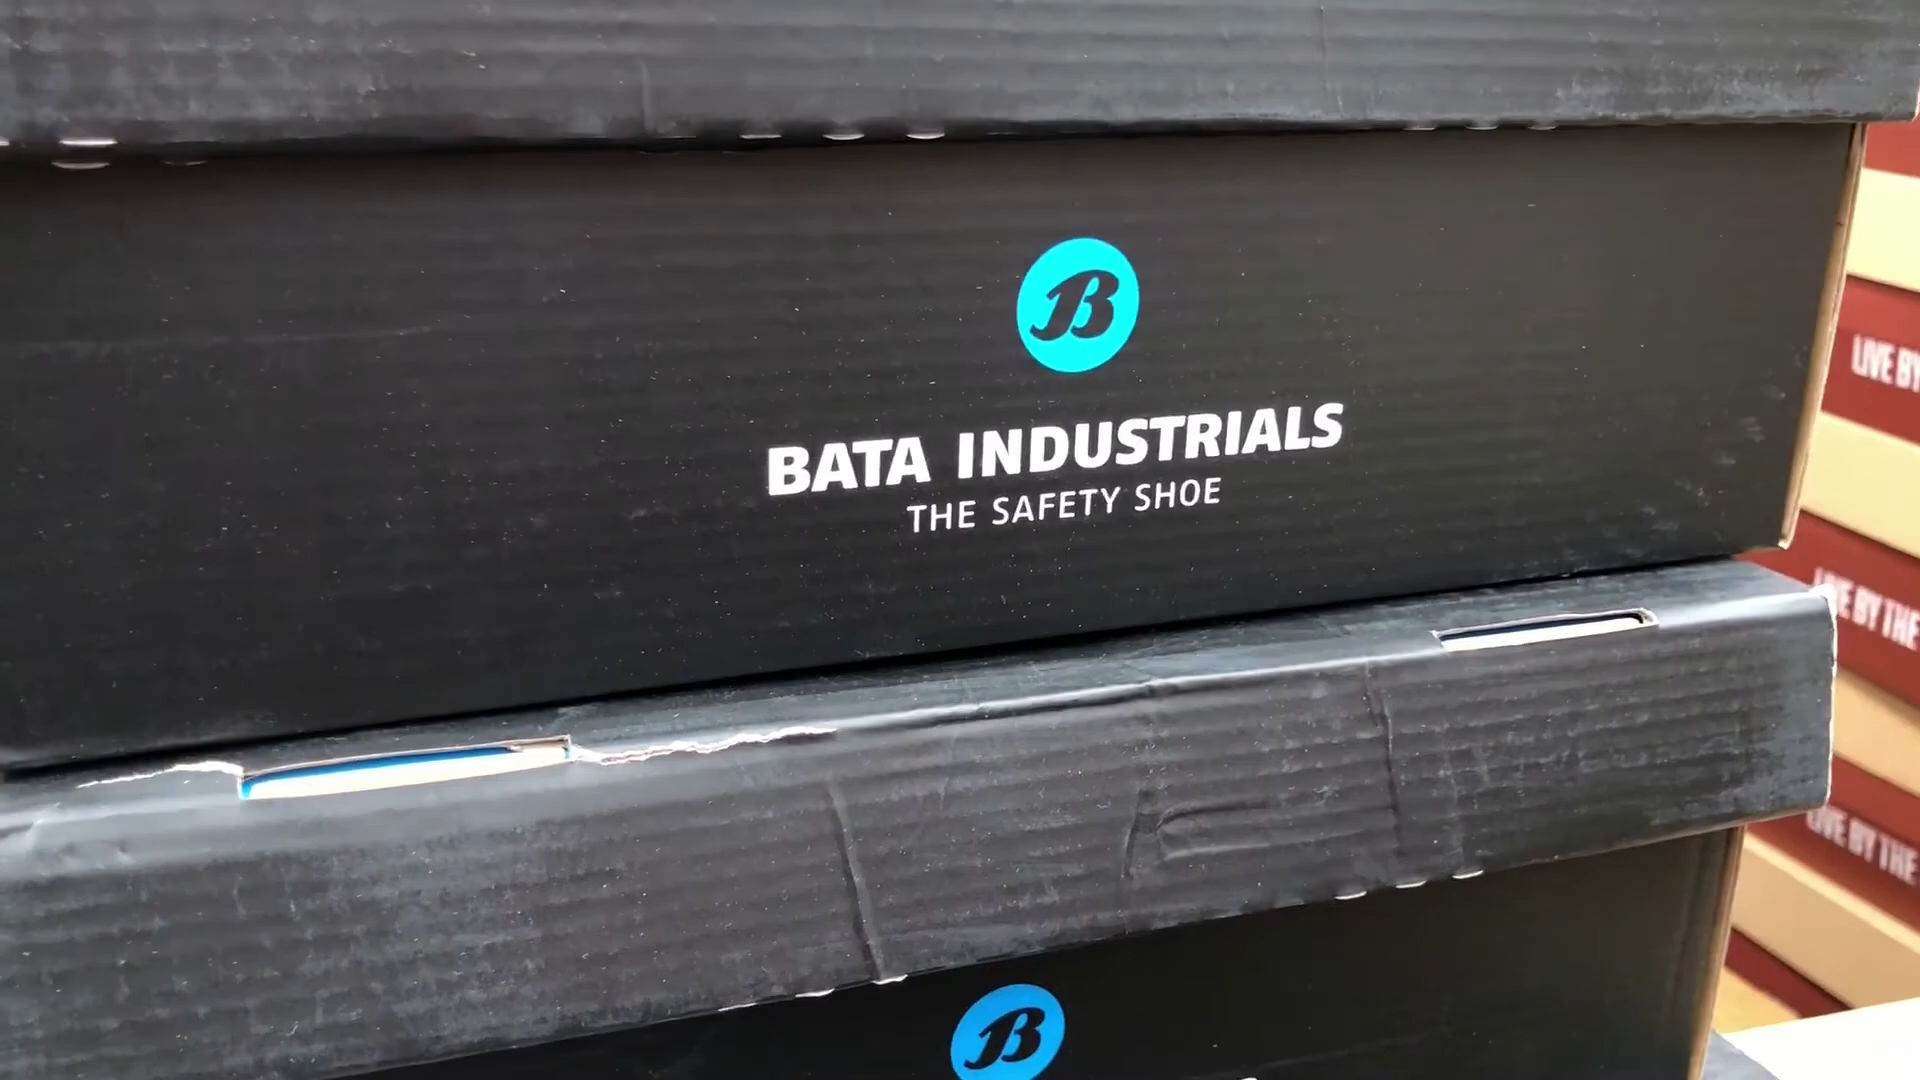 B
BATA INDUSTRIALS
THE SAFETY SHOE
LIVE BY
LIVE BY THE
LIVE BY THE
B